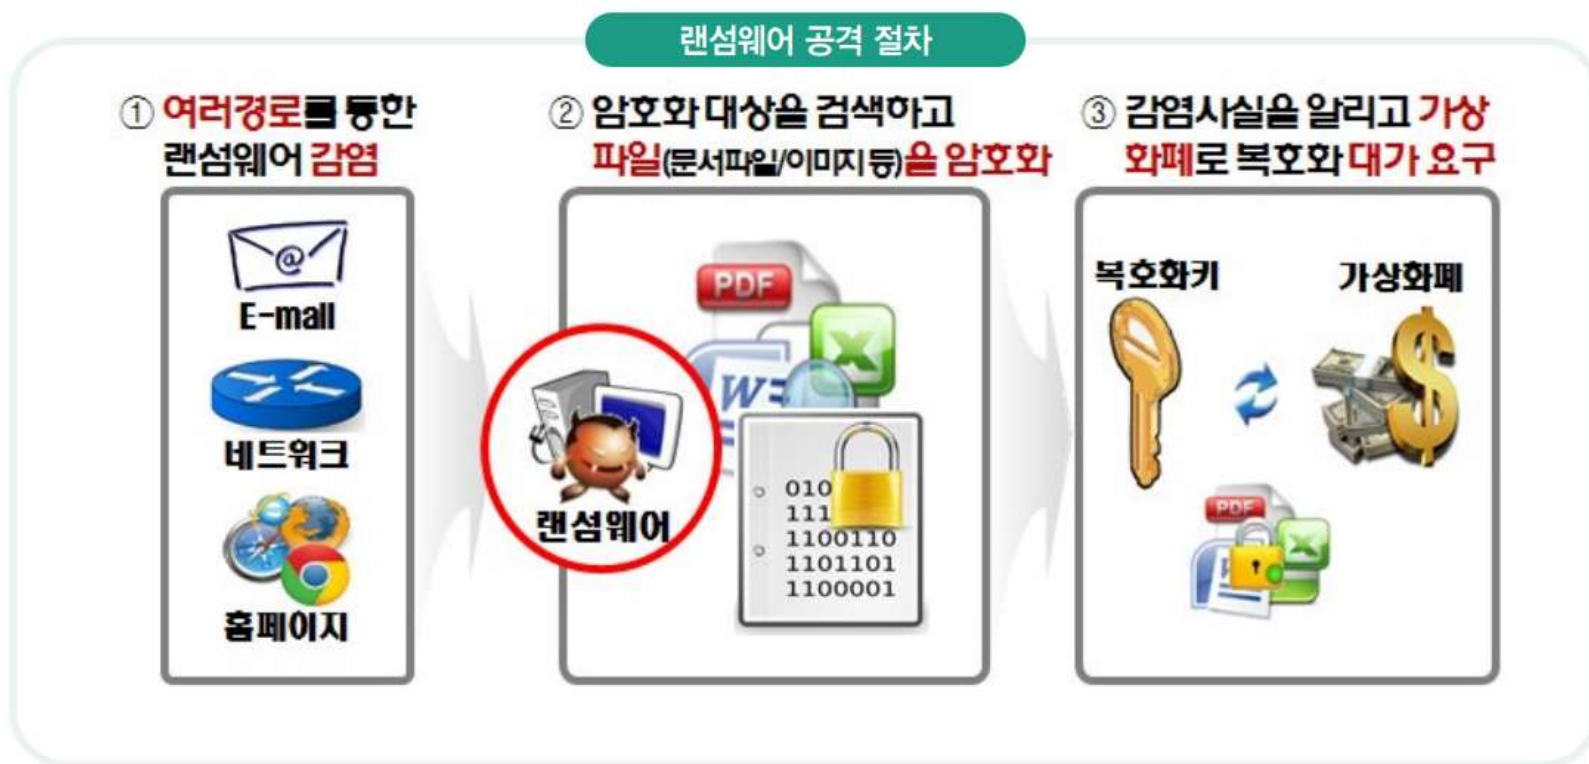 랜섬웨어 공격 절차
① 여러경로를 통한
랜섬웨어 감염
② 암호화 대상을 검색하고
파일(문서파일/이미지 등)을 암호화
③ 감염사실을 알리고 가상
화폐로 복호화 대가 요구
E-mall
네트워크
홈페이지
PDF
X
W
랜섬웨어
010
111
1100110
1101101
1100001
복호화키
가상화폐
$
PDF
X
W